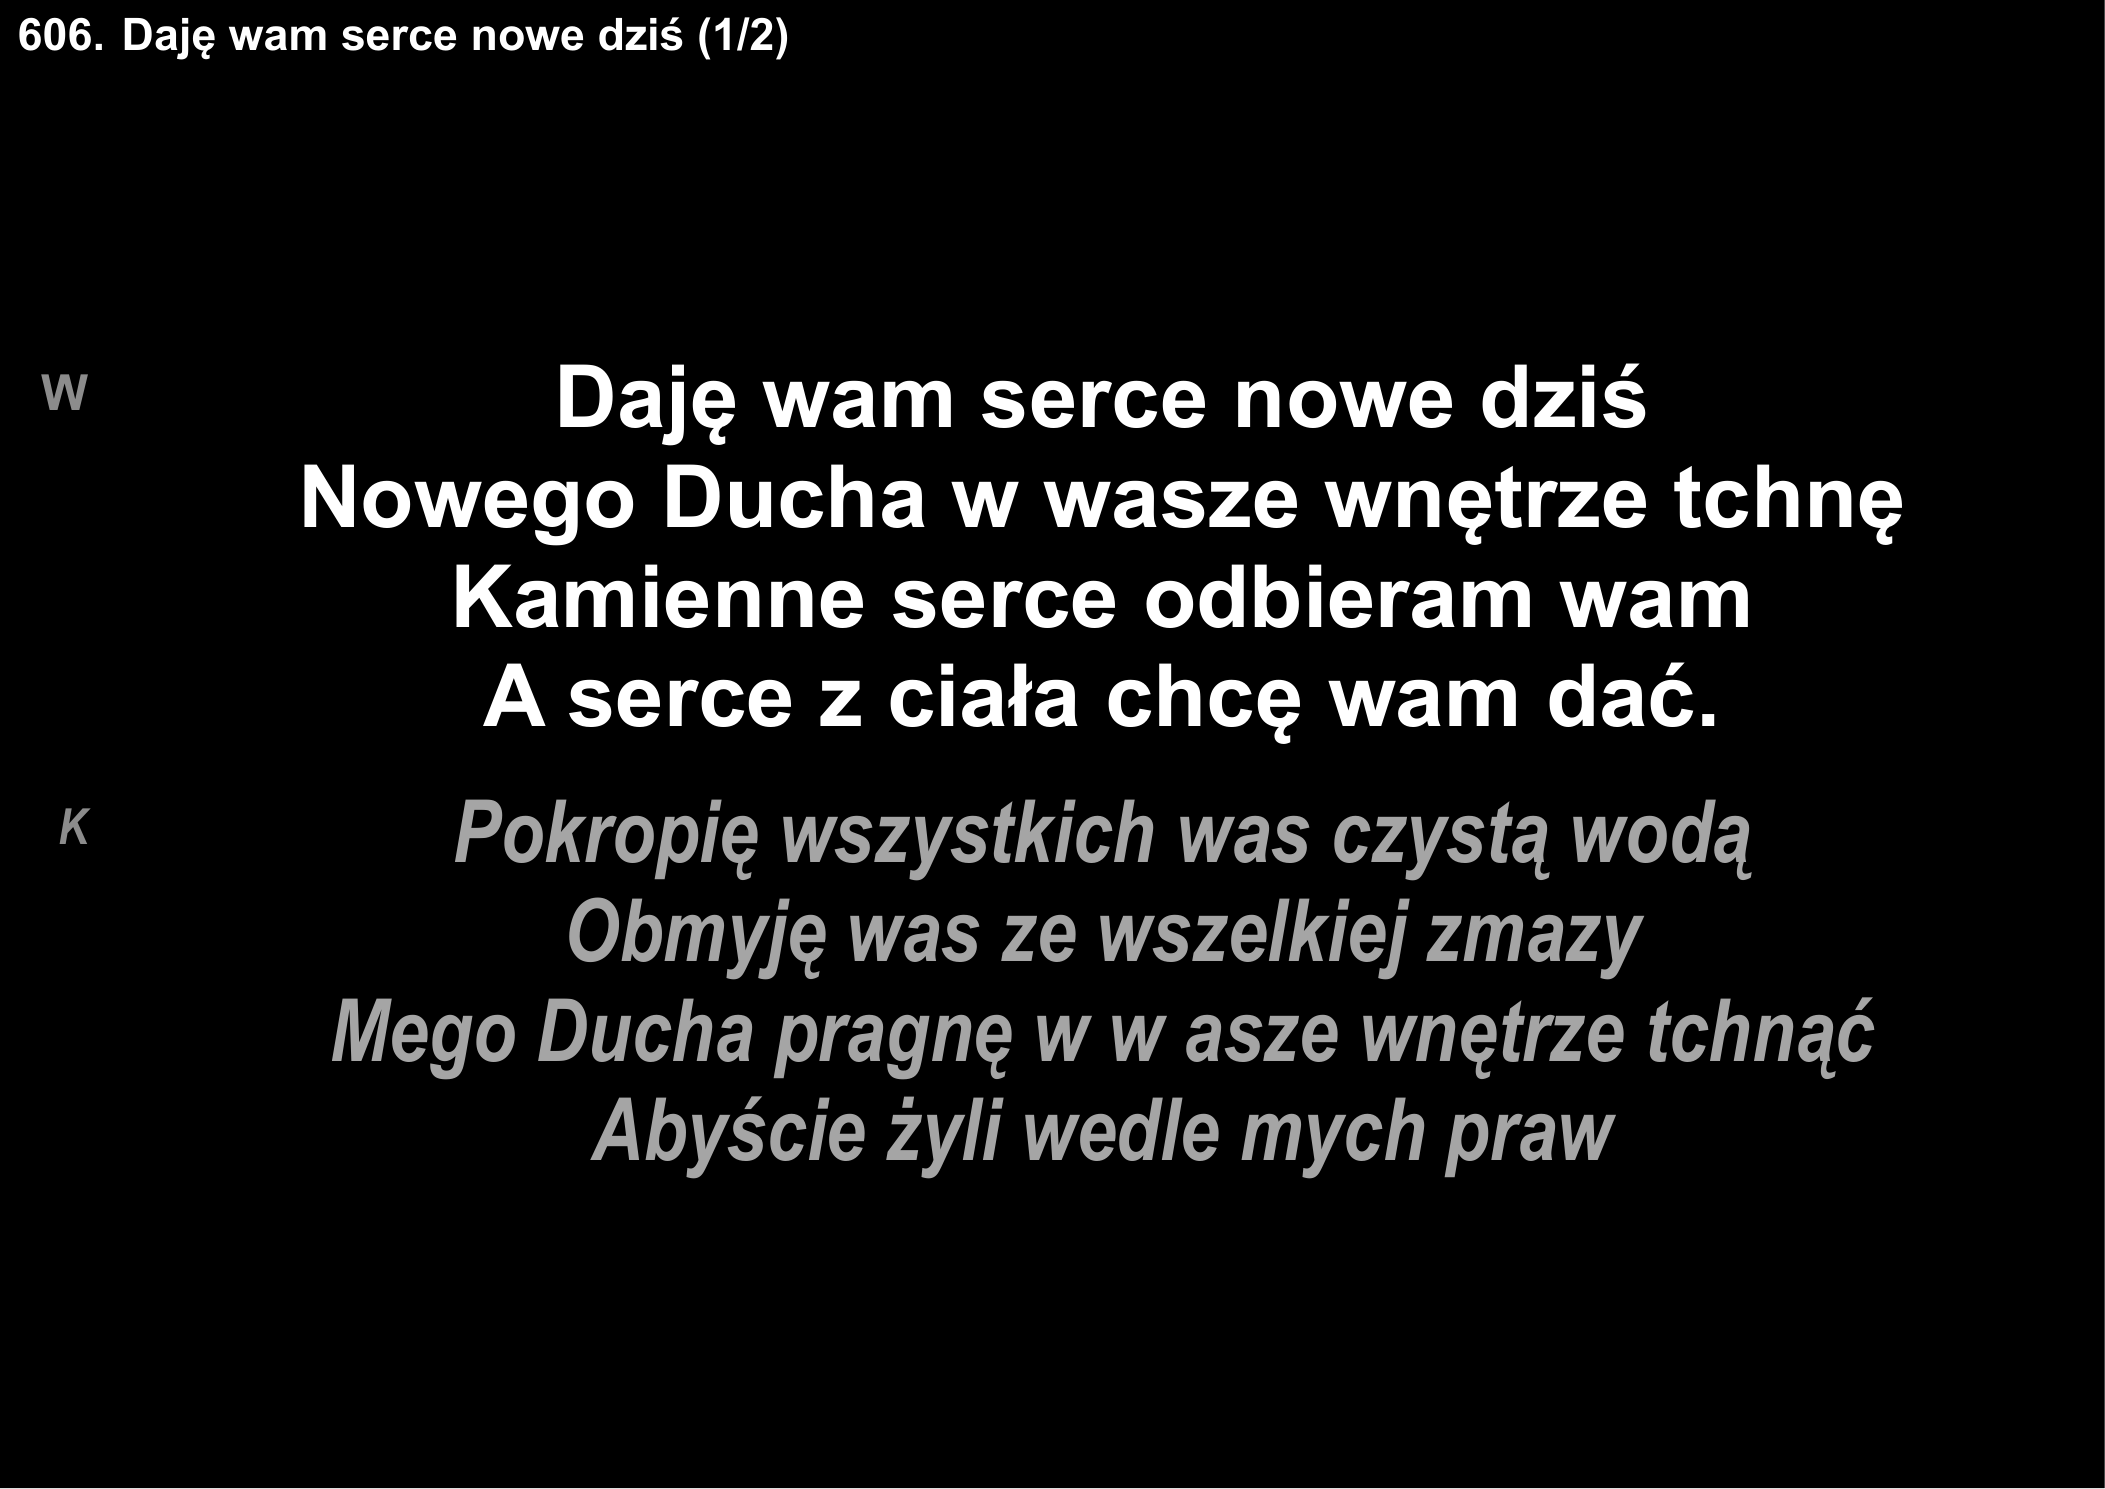 606. Daję wam serce nowe dziś (1/2)
W
Daję wam serce nowe dziś
Nowego Ducha w wasze wnętrze tchnę
Kamienne serce odbieram wam
A serce z ciała chcę wam dać.
K
Pokropię wszystkich was czystą wodą
Obmyję was ze wszelkiej zmazy
Mego Ducha pragnę w w asze wnętrze tchnąć
Abyście żyli wedle mych praw